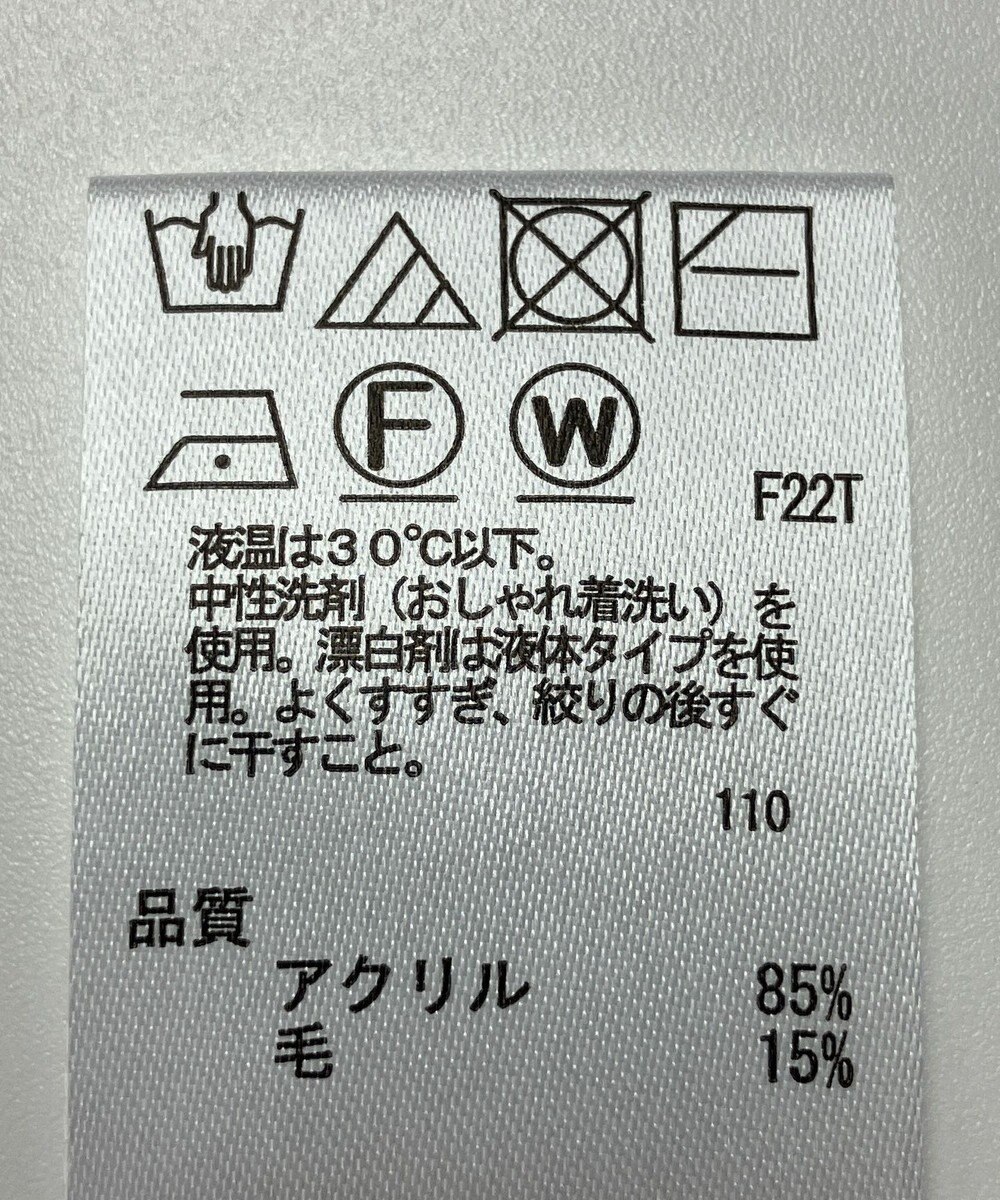 F W
F22T
液温は30℃以下。
中性洗剤(おしゃれ着洗い)を
使用。漂白剤は液体タイプを使
用。よくすすぎ、絞りの後すぐ
に干すこと。
110
品質
アクリル 85%
毛 15%